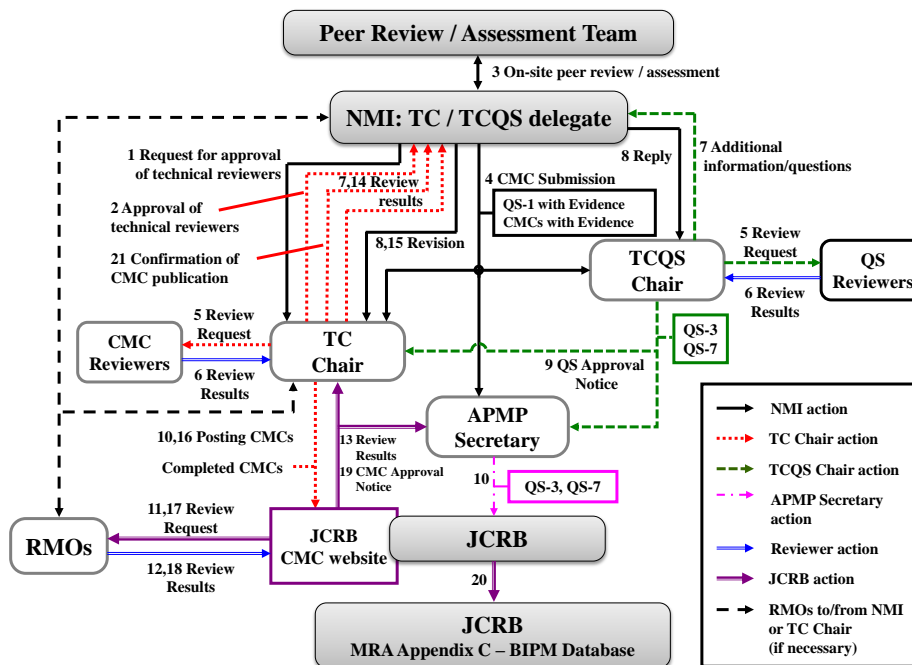 Peer Review / Assessment Team
3 On-site peer review / assessment
NMI: TC / TCQS delegate
1 Request for approval
of technical reviewers
7,14 Review
results
8 Reply
7 Additional
information/questions
4 CMC Submission
QS-1 with Evidence
CMCs with Evidence
2 Approval of
technical reviewers
8,15 Revision
21 Confirmation of
CMC publication
TCQS
Chair
5 Review
Request
6 Review
Results
QS
Reviewers
5 Review
Request
CMC
Reviewers
6 Review
Results
TC
Chair
QS-3
QS-7
9 QS Approval
Notice
APMP
Secretary
10,16 Posting CMCs
Completed CMCs
13 Review
Results
19 CMC Approval
Notice
10
QS-3, QS-7
11,17 Review
Request
RMOs
12,18 Review
Results
JCRB
CMC website
JCRB
20
JCRB
MRA Appendix C – BIPM Database
NMI action
TC Chair action
TCQS Chair action
APMP Secretary
action
Reviewer action
JCRB action
RMOs to/from NMI
or TC Chair
(if necessary)